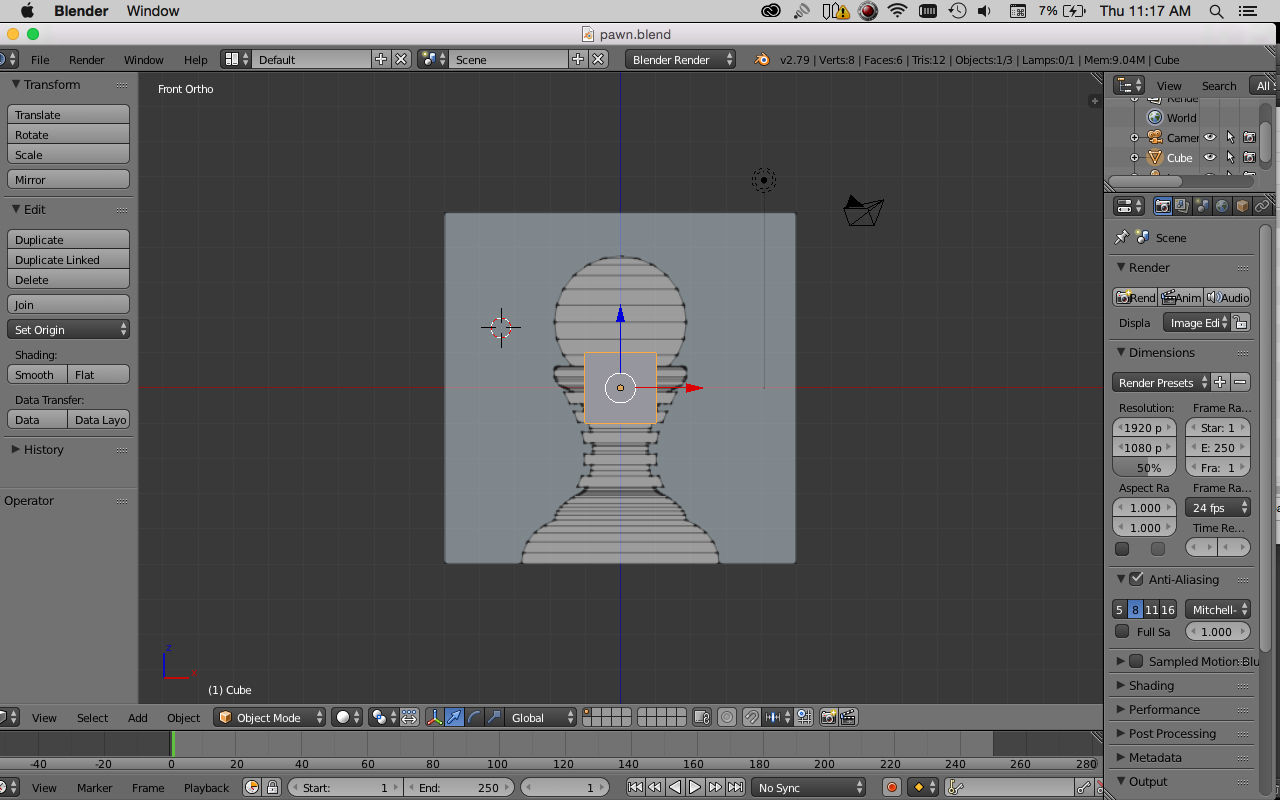 Blender Window 7% Thu 11:17 AM
pawn.blend
File Render Window Help Default Scene Blender Render v2.79 | Verts:8 | Faces:6 | Tris:12 | Objects:1/3 | Lamps:0/1 | Mem:9.04M | Cube
Transform
Translate
Rotate
Scale
Mirror
Edit
Duplicate
Duplicate Linked
Delete
Join
Set Origin
Shading:
Smooth Flat
Data Transfer:
Data Data Layo
History
Operator
Front Ortho
z
(1) Cube
View Search All S
World
Camer
Cube
Scene
Render
Rend Anim Audio
Displa Image Edi
Dimensions
Render Presets
Resolution: Frame Ra...
1920 p Star: 1
1080 p E: 250
50% Fra: 1
Aspect Ra Frame Ra...
1.000 24 fps
1.000 Time Re...
Anti-Aliasing
5 8 11 16 Mitchell-
Full Sa 1.000
Sampled Motion Blu
Shading
Performance
Post Processing
Metadata
Output
View Select Add Object Object Mode Global
-40 -20 0 20 40 60 80 100 120 140 160 180 200 220 240 260 280
View Marker Frame Playback Start: 1 End: 250 1 No Sync